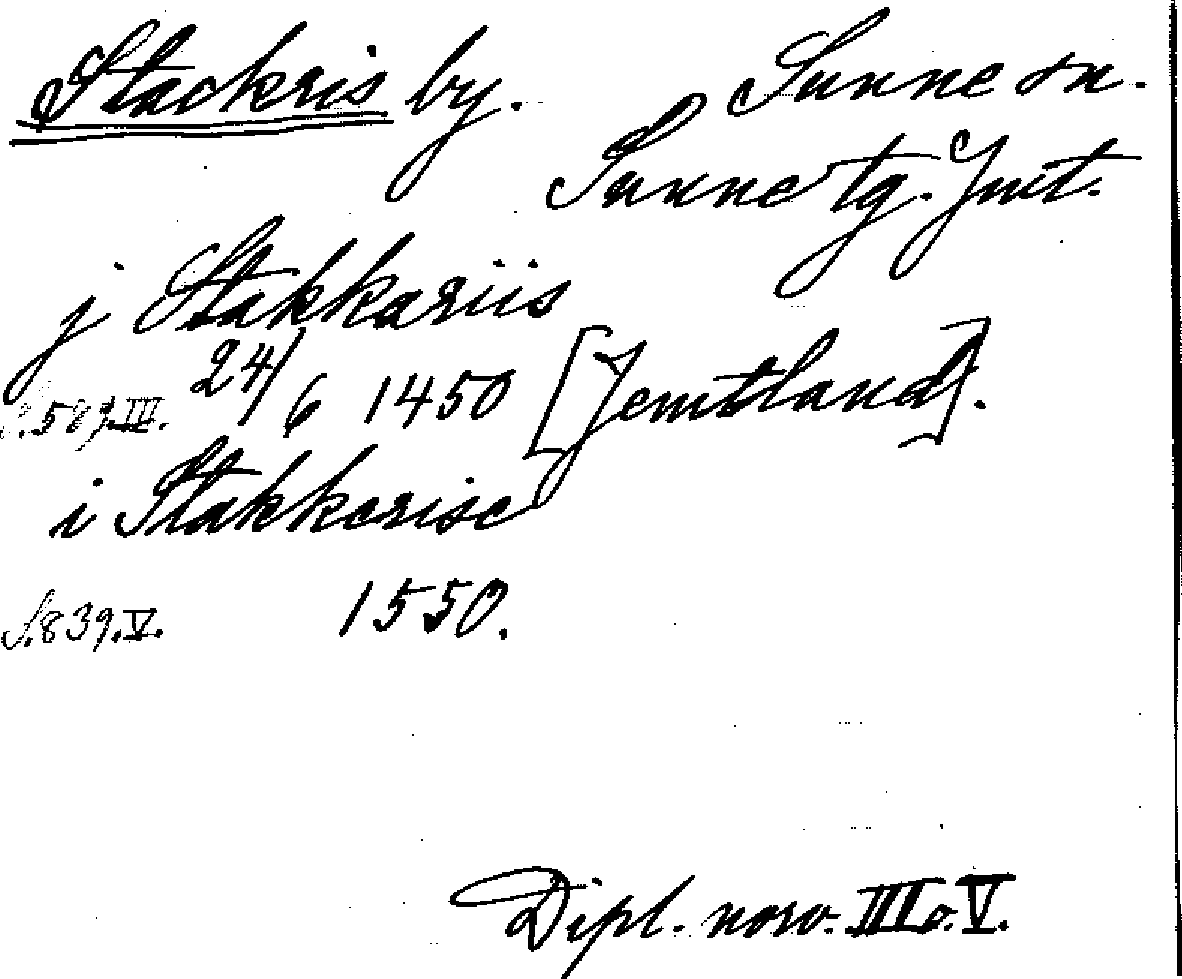 Stackris by. Sunne sn.
Sunne tg. Jmt.
j Stakkariis
S. 589. III. 24/6 1450 [Jemtland].
i Stakkerise
S. 839. V. 1550.
Dipl. norv. III o. V.